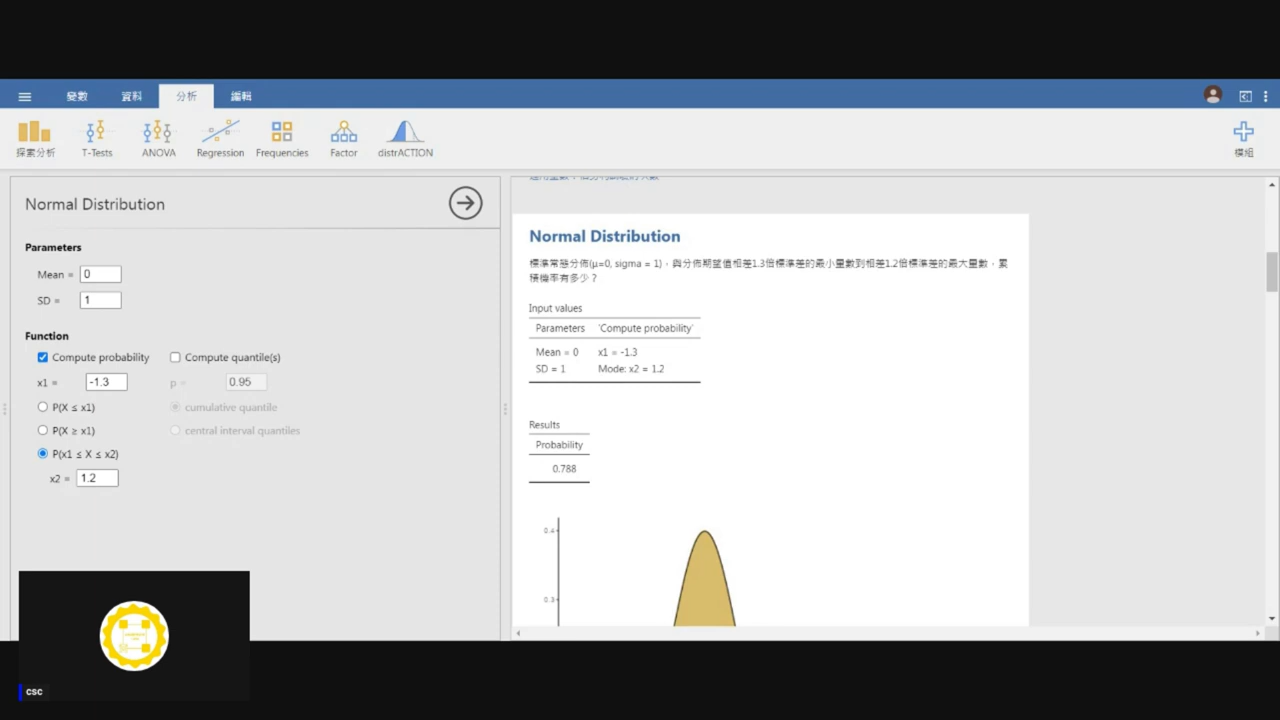 變數 資料 分析 編輯
探索分析 T-Tests ANOVA Regression Frequencies Factor distrACTION 模組
Normal Distribution
Parameters
Mean = 0
SD = 1
Function
Compute probability Compute quantile(s)
x1 = -1.3 p = 0.95
P(X ≤ x1) cumulative quantile
P(X ≥ x1) central interval quantiles
P(x1 ≤ X ≤ x2)
x2 = 1.2
Normal Distribution
標準常態分佈(μ=0, sigma = 1)，與分佈期望值相差1.3倍標準差的最小量數到相差1.2倍標準差的最大量數，累
積機率有多少？
Input values
Parameters 'Compute probability'
Mean = 0 x1 = -1.3
SD = 1 Mode: x2 = 1.2
Results
Probability
0.788
0.4
0.3
csc